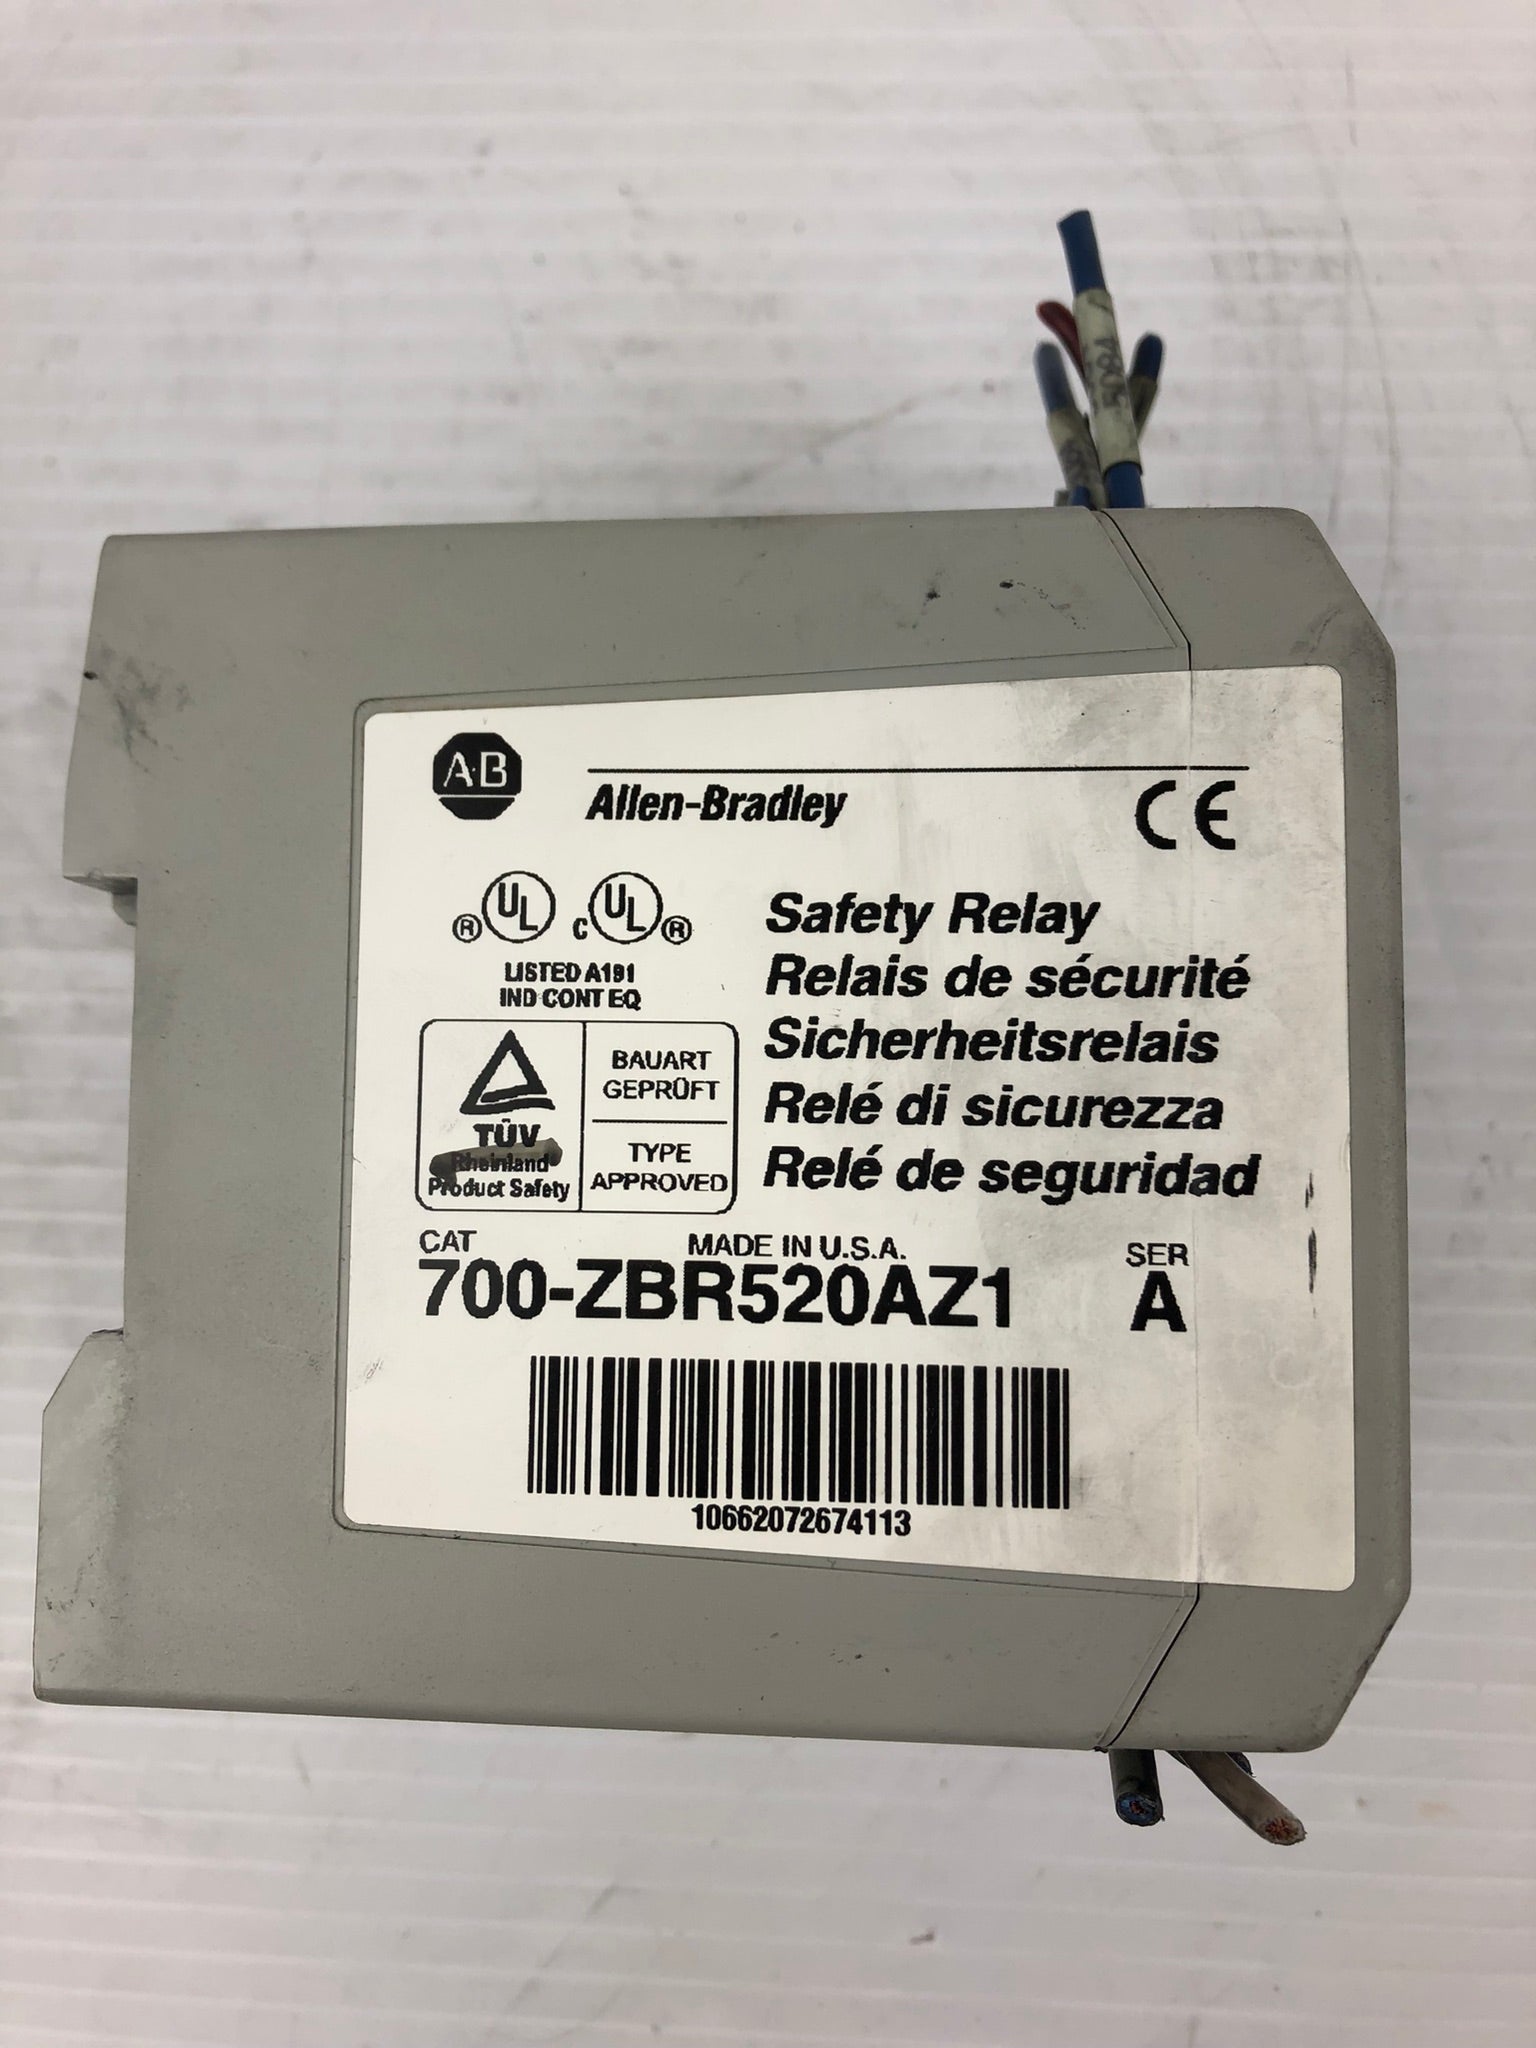 5084
A·B
Allen-Bradley
CE
® UL c UL ®
LISTED A191
IND CONT EQ
Safety Relay
Relais de sécurité
Sicherheitsrelais
Relé di sicurezza
Relé de seguridad
TÜV
Rheinland
Product Safety
BAUART
GEPRÜFT
TYPE
APPROVED
CAT
MADE IN U.S.A.
SER
700-ZBR520AZ1
A
10662072674113